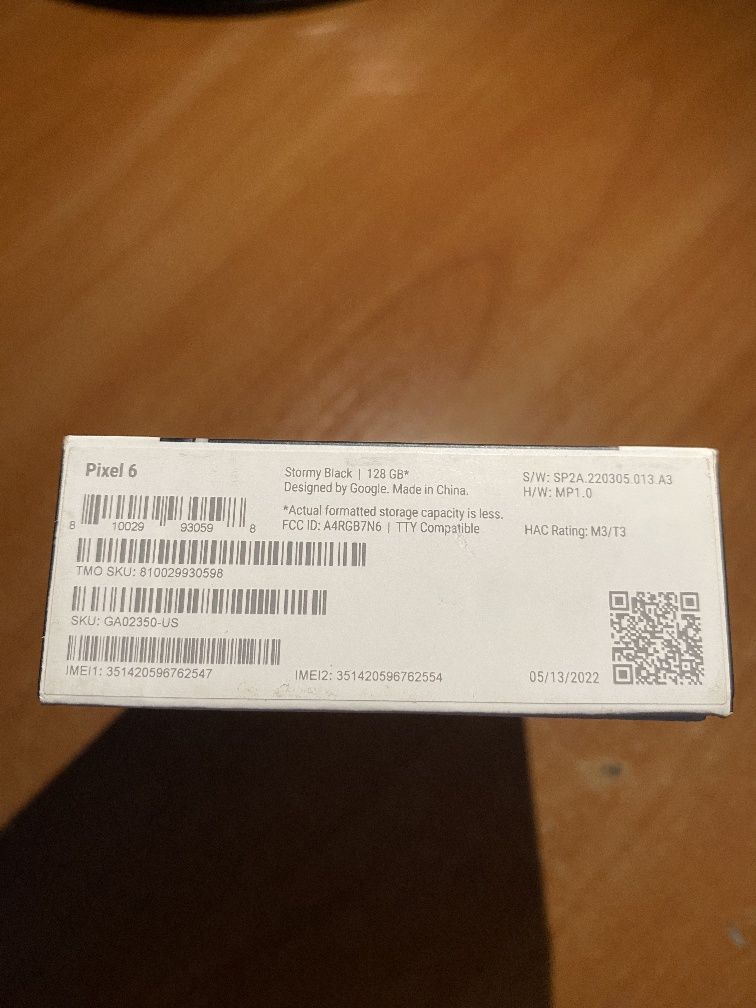 Pixel 6
Stormy Black | 128 GB*
Designed by Google. Made in China.
S/W: SP2A.220305.013.A3
H/W: MP1.0
8 10029 93059 8
*Actual formatted storage capacity is less.
FCC ID: A4RGB7N6 | TTY Compatible
HAC Rating: M3/T3
TMO SKU: 810029930598
SKU: GA02350-US
IMEI1: 351420596762547
IMEI2: 351420596762554
05/13/2022